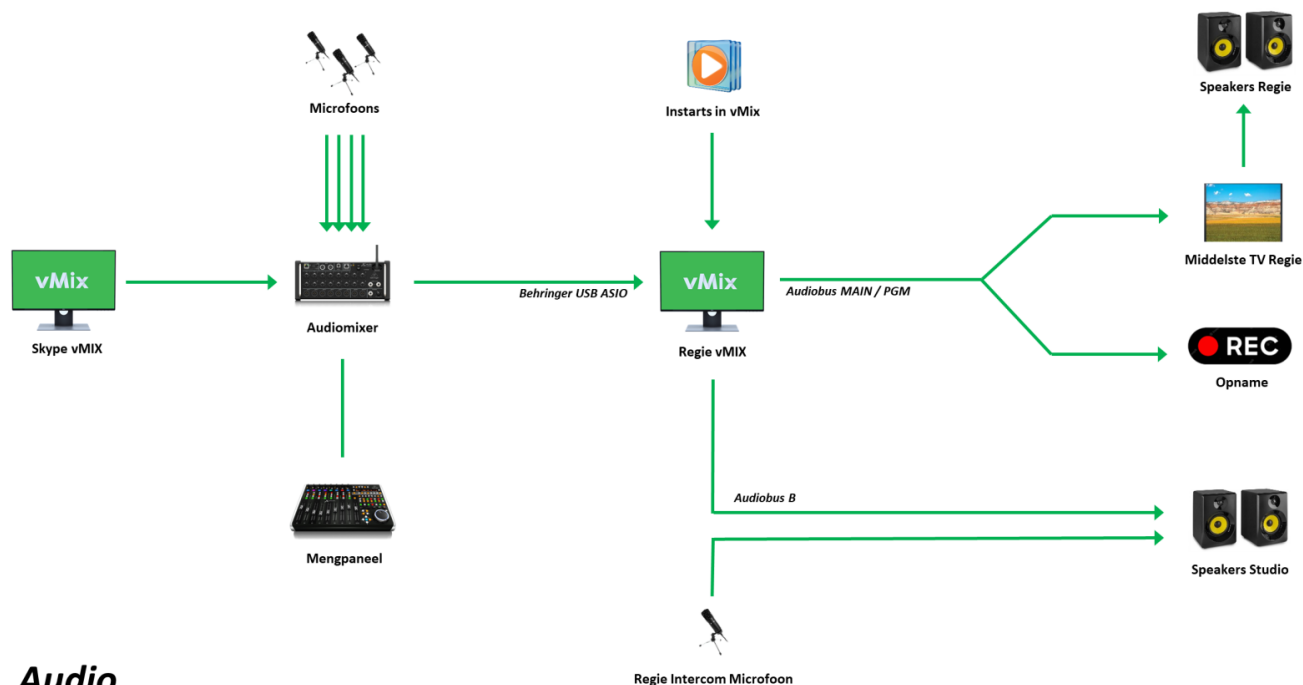 Microfoons
Instarts in vMix
Speakers Regie
vMix
Skype vMIX
Audiomixer
Behringer USB ASIO
vMix
Regie vMIX
Audiobus MAIN / PGM
Middelste TV Regie
REC
Opname
Mengpaneel
Audiobus B
Speakers Studio
Regie Intercom Microfoon
Audio